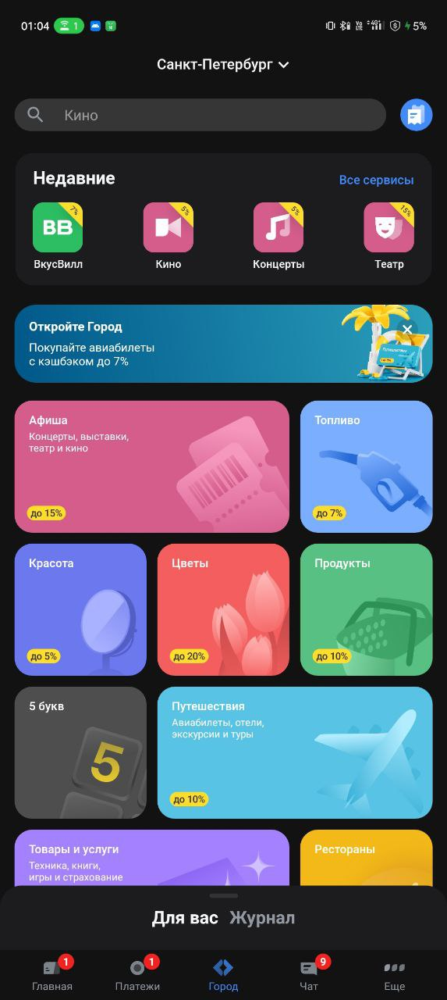 01:04 1 5%
Санкт-Петербург
Кино
Недавние
Все сервисы
7% 5% 5% 15%
ВВ
ВкусВилл Кино Концерты Театр
Откройте Город
Покупайте авиабилеты
с кэшбэком до 7%
Афиша
Концерты, выставки,
театр и кино
до 15%
Топливо
до 7%
Красота
до 5%
Цветы
до 20%
Продукты
до 10%
5 букв
5
Путешествия
Авиабилеты, отели,
экскурсии и туры
до 10%
Товары и услуги
Техника, книги,
игры и страхование
Рестораны
Для вас Журнал
1 1 9
Главная Платежи Город Чат Еще